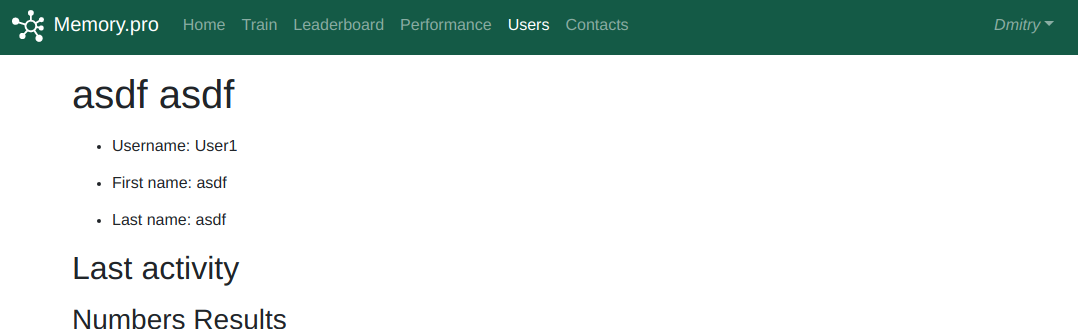 Memory.pro Home Train Leaderboard Performance Users Contacts Dmitry
asdf asdf
Username: User1
First name: asdf
Last name: asdf
Last activity
Numbers Results